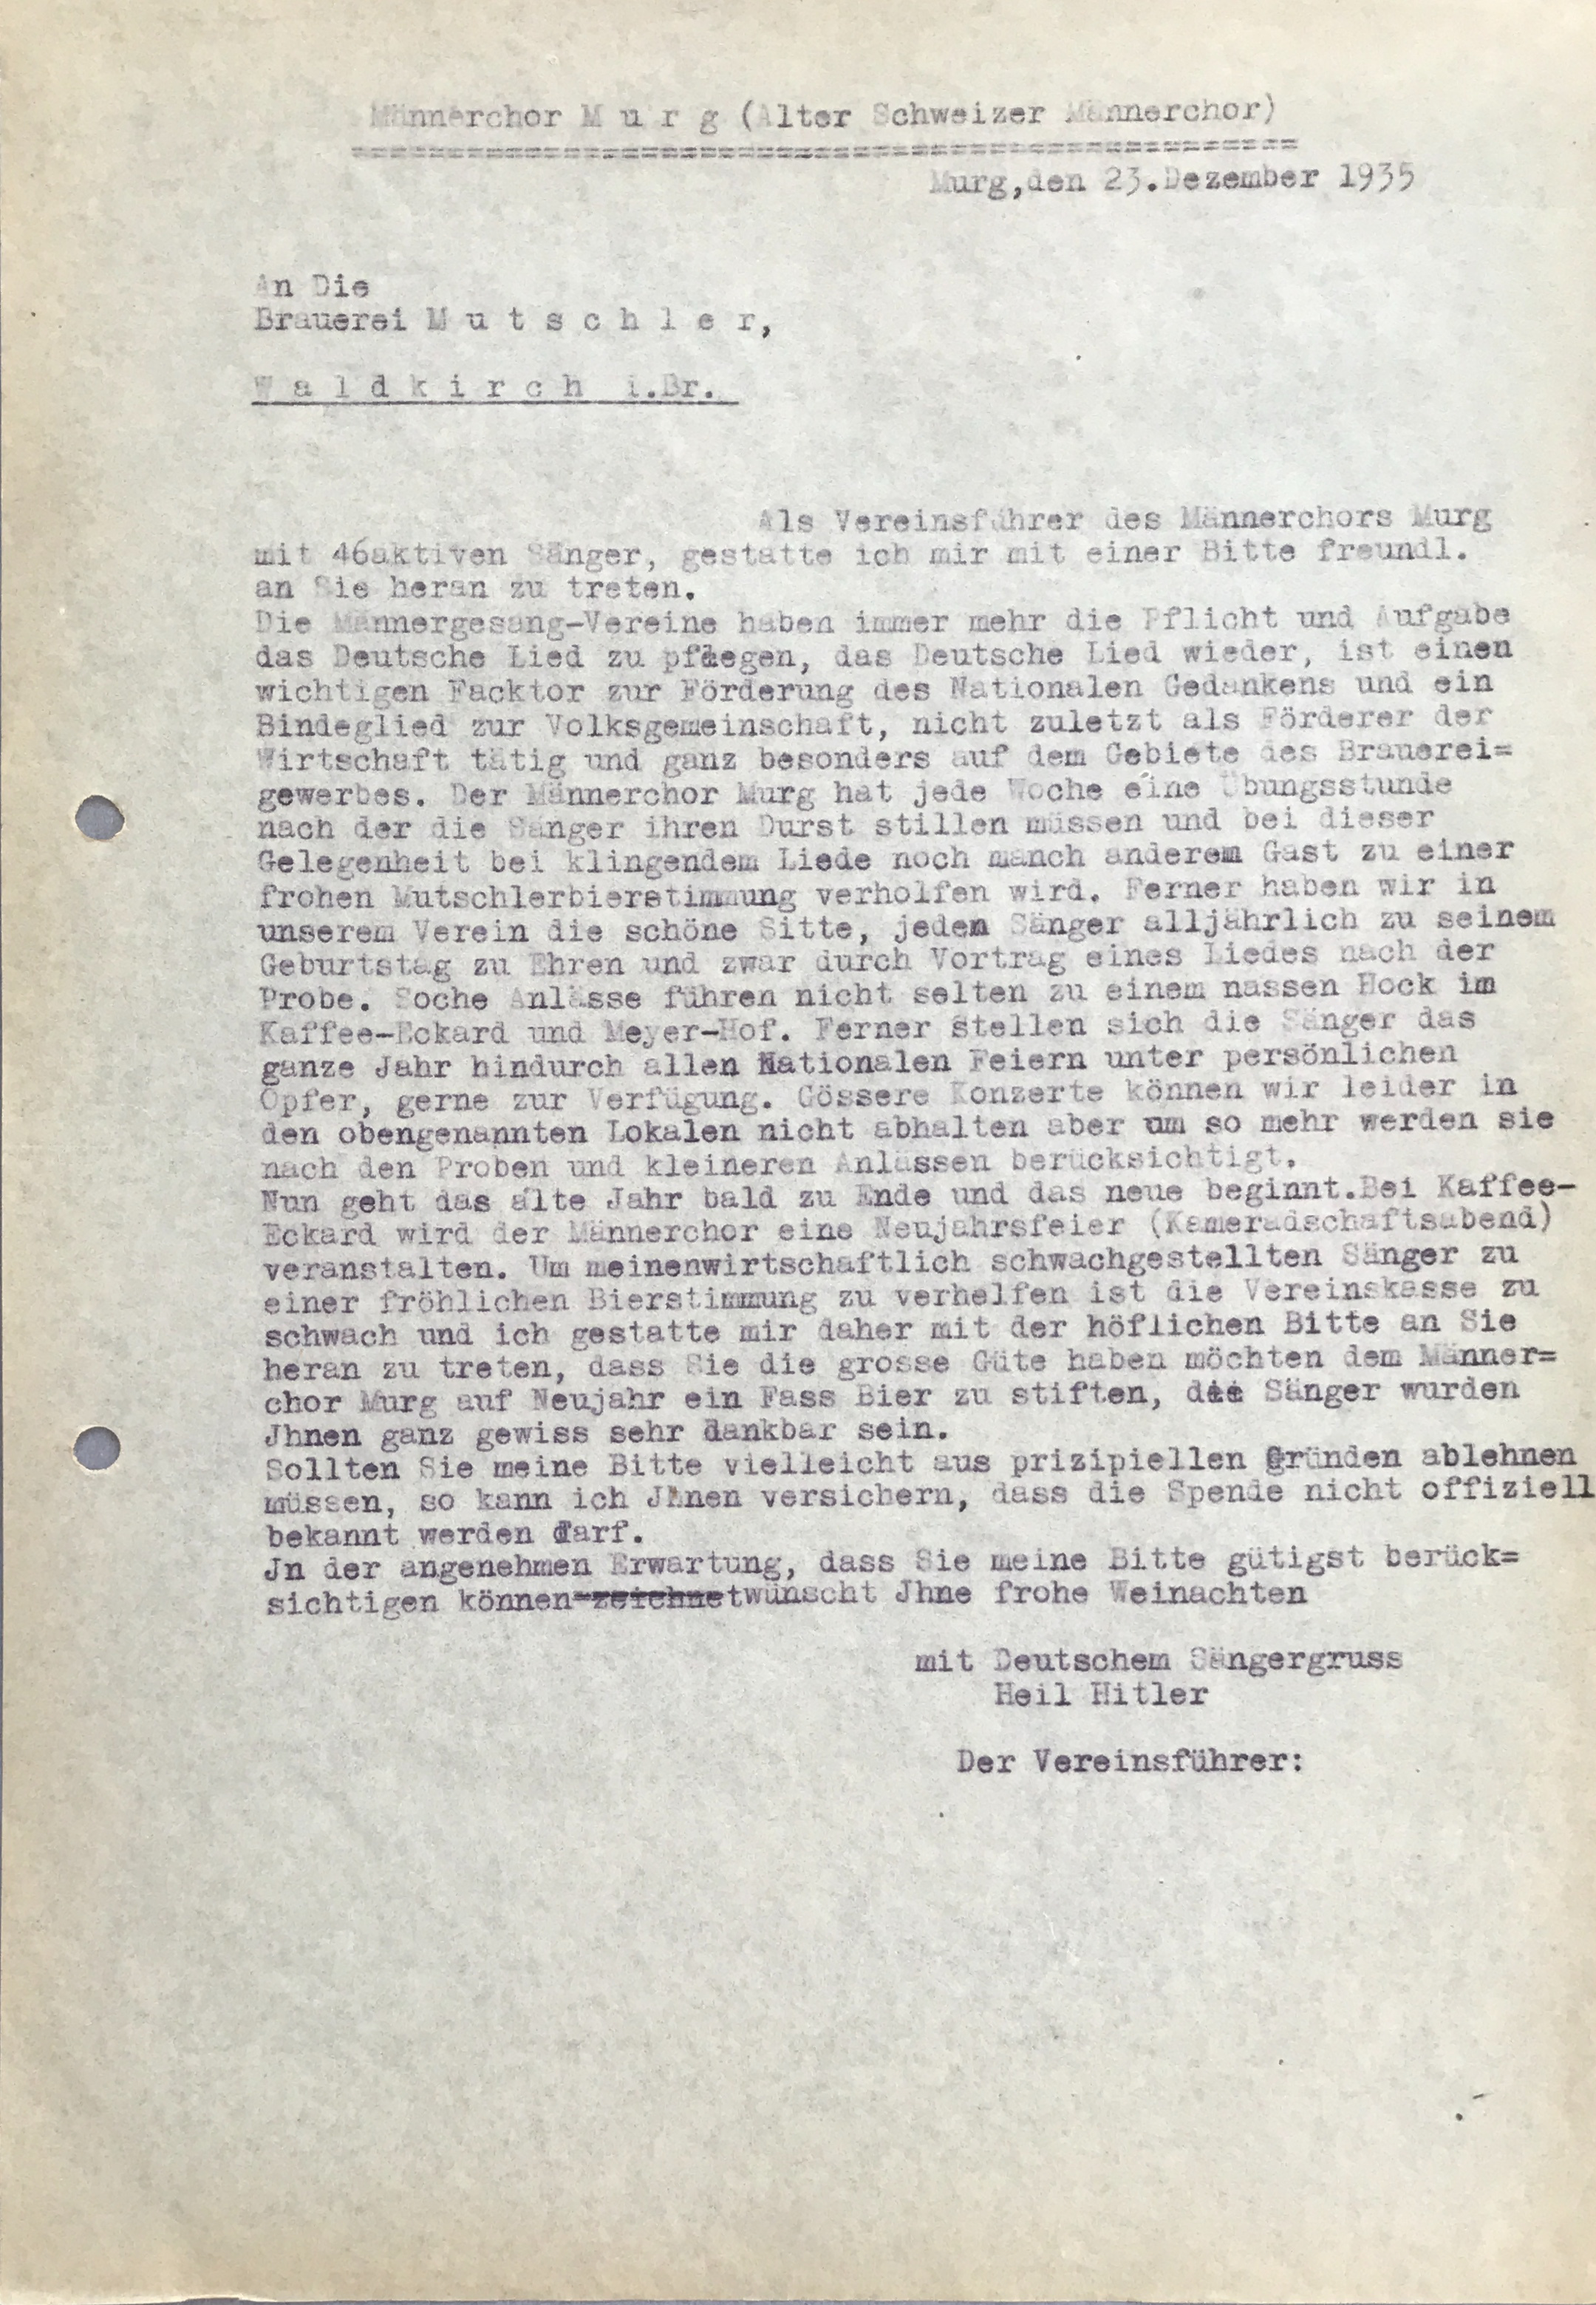 Männerchor M u r g (Alter Schweizer Männerchor)
================================================
Murg,den 23.Dezember 1935
An Die
Brauerei M u t s c h l e r,
W a l d k i r c h i.Br.
Als Vereinsführer des Männerchors Murg
mit 46aktiven Sänger, gestatte ich mir mit einer Bitte freundl.
an Sie heran zu treten.
Die Männergesang-Vereine haben immer mehr die Pflicht und Aufgabe
das Deutsche Lied zu pflegen, das Deutsche Lied wieder, ist einen
wichtigen Facktor zur Förderung des Nationalen Gedankens und ein
Bindeglied zur Volksgemeinschaft, nicht zuletzt als Förderer der
Wirtschaft tätig und ganz besonders auf dem Gebiete des Brauerei=
gewerbes. Der Männerchor Murg hat jede Woche eine Übungsstunde
nach der die Sänger ihren Durst stillen müssen und bei dieser
Gelegenheit bei klingendem Liede noch manch anderem Gast zu einer
frohen Mutschlerbierstimmung verholfen wird. Ferner haben wir in
unserem Verein die schöne Sitte, jeden Sänger alljährlich zu seinem
Geburtstag zu Ehren und zwar durch Vortrag eines Liedes nach der
Probe. Soche Anlässe führen nicht selten zu einem nassen Hock im
Kaffee-Eckard und Meyer-Hof. Ferner stellen sich die Sänger das
ganze Jahr hindurch allen Nationalen Feiern unter persönlichen
Opfer, gerne zur Verfügung. Gössere Konzerte können wir leider in
den obengenannten Lokalen nicht abhalten aber um so mehr werden sie
nach den Proben und kleineren Anlässen berücksichtigt.
Nun geht das alte Jahr bald zu Ende und das neue beginnt.Bei Kaffee-
Eckard wird der Männerchor eine Neujahrsfeier (Kameradschaftsabend)
veranstalten. Um meinenwirtschaftlich schwachgestellten Sänger zu
einer fröhlichen Bierstimmung zu verhelfen ist die Vereinskasse zu
schwach und ich gestatte mir daher mit der höflichen Bitte an Sie
heran zu treten, dass Sie die grosse Güte haben möchten dem Männer=
chor Murg auf Neujahr ein Fass Bier zu stiften, die Sänger wurden
Jhnen ganz gewiss sehr dankbar sein.
Sollten Sie meine Bitte vielleicht aus prizipiellen Gründen ablehnen
müssen, so kann ich Jhnen versichern, dass die Spende nicht offiziell
bekannt werden darf.
Jn der angenehmen Erwartung, dass Sie meine Bitte gütigst berück=
sichtigen können zeichnetwünscht Jhne frohe Weinachten
mit Deutschem Sängergruss
Heil Hitler
Der Vereinsführer: